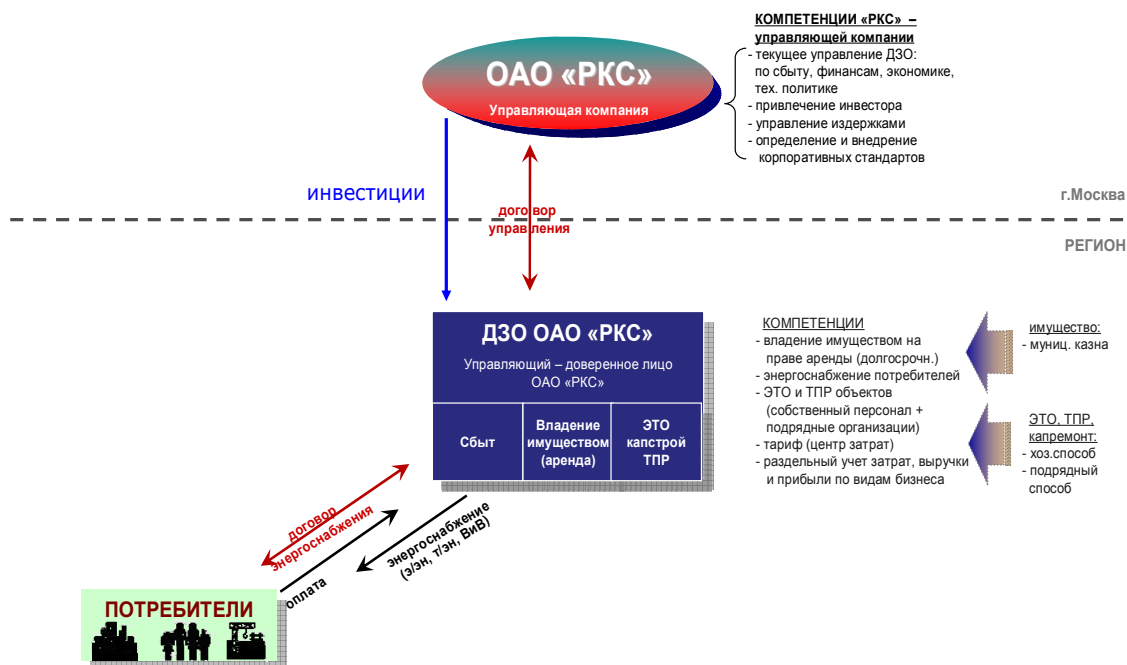 КОМПЕТЕНЦИИ «РКС» –
управляющей компании
- текущее управление ДЗО:
по сбыту, финансам, экономике,
тех. политике
- привлечение инвестора
- управление издержками
- определение и внедрение
корпоративных стандартов
ОАО «РКС»
Управляющая компания
инвестиции
договор
управления
г.Москва
РЕГИОН
ДЗО ОАО «РКС»
Управляющий – доверенное лицо
ОАО «РКС»
Сбыт
Владение
имуществом
(аренда)
ЭТО
капстрой
ТПР
КОМПЕТЕНЦИИ
- владение имуществом на
праве аренды (долгосрочн.)
- энергоснабжение потребителей
- ЭТО и ТПР объектов
(собственный персонал +
подрядные организации)
- тариф (центр затрат)
- раздельный учет затрат, выручки
и прибыли по видам бизнеса
имущество:
- муниц. казна
ЭТО, ТПР,
капремонт:
- хоз.способ
- подрядный
способ
договор
энергоснабжения
оплата
энергоснабжение
(э/эн, т/эн, ВиВ)
ПОТРЕБИТЕЛИ